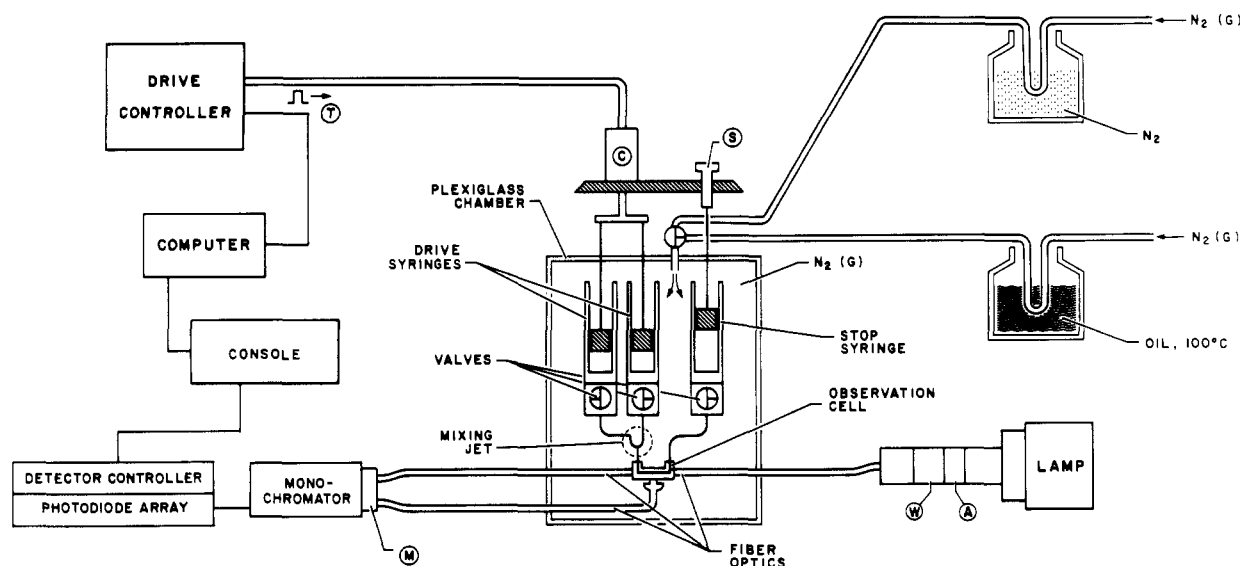 DRIVE
CONTROLLER
T
COMPUTER
CONSOLE
DETECTOR CONTROLLER
PHOTODIODE ARRAY
MONO-
CHROMATOR
M
C
S
PLEXIGLASS
CHAMBER
DRIVE
SYRINGES
VALVES
MIXING
JET
N₂ (G)
STOP
SYRINGE
OBSERVATION
CELL
FIBER
OPTICS
N₂ (G)
N₂
N₂ (G)
OIL, 100°C
W
A
LAMP